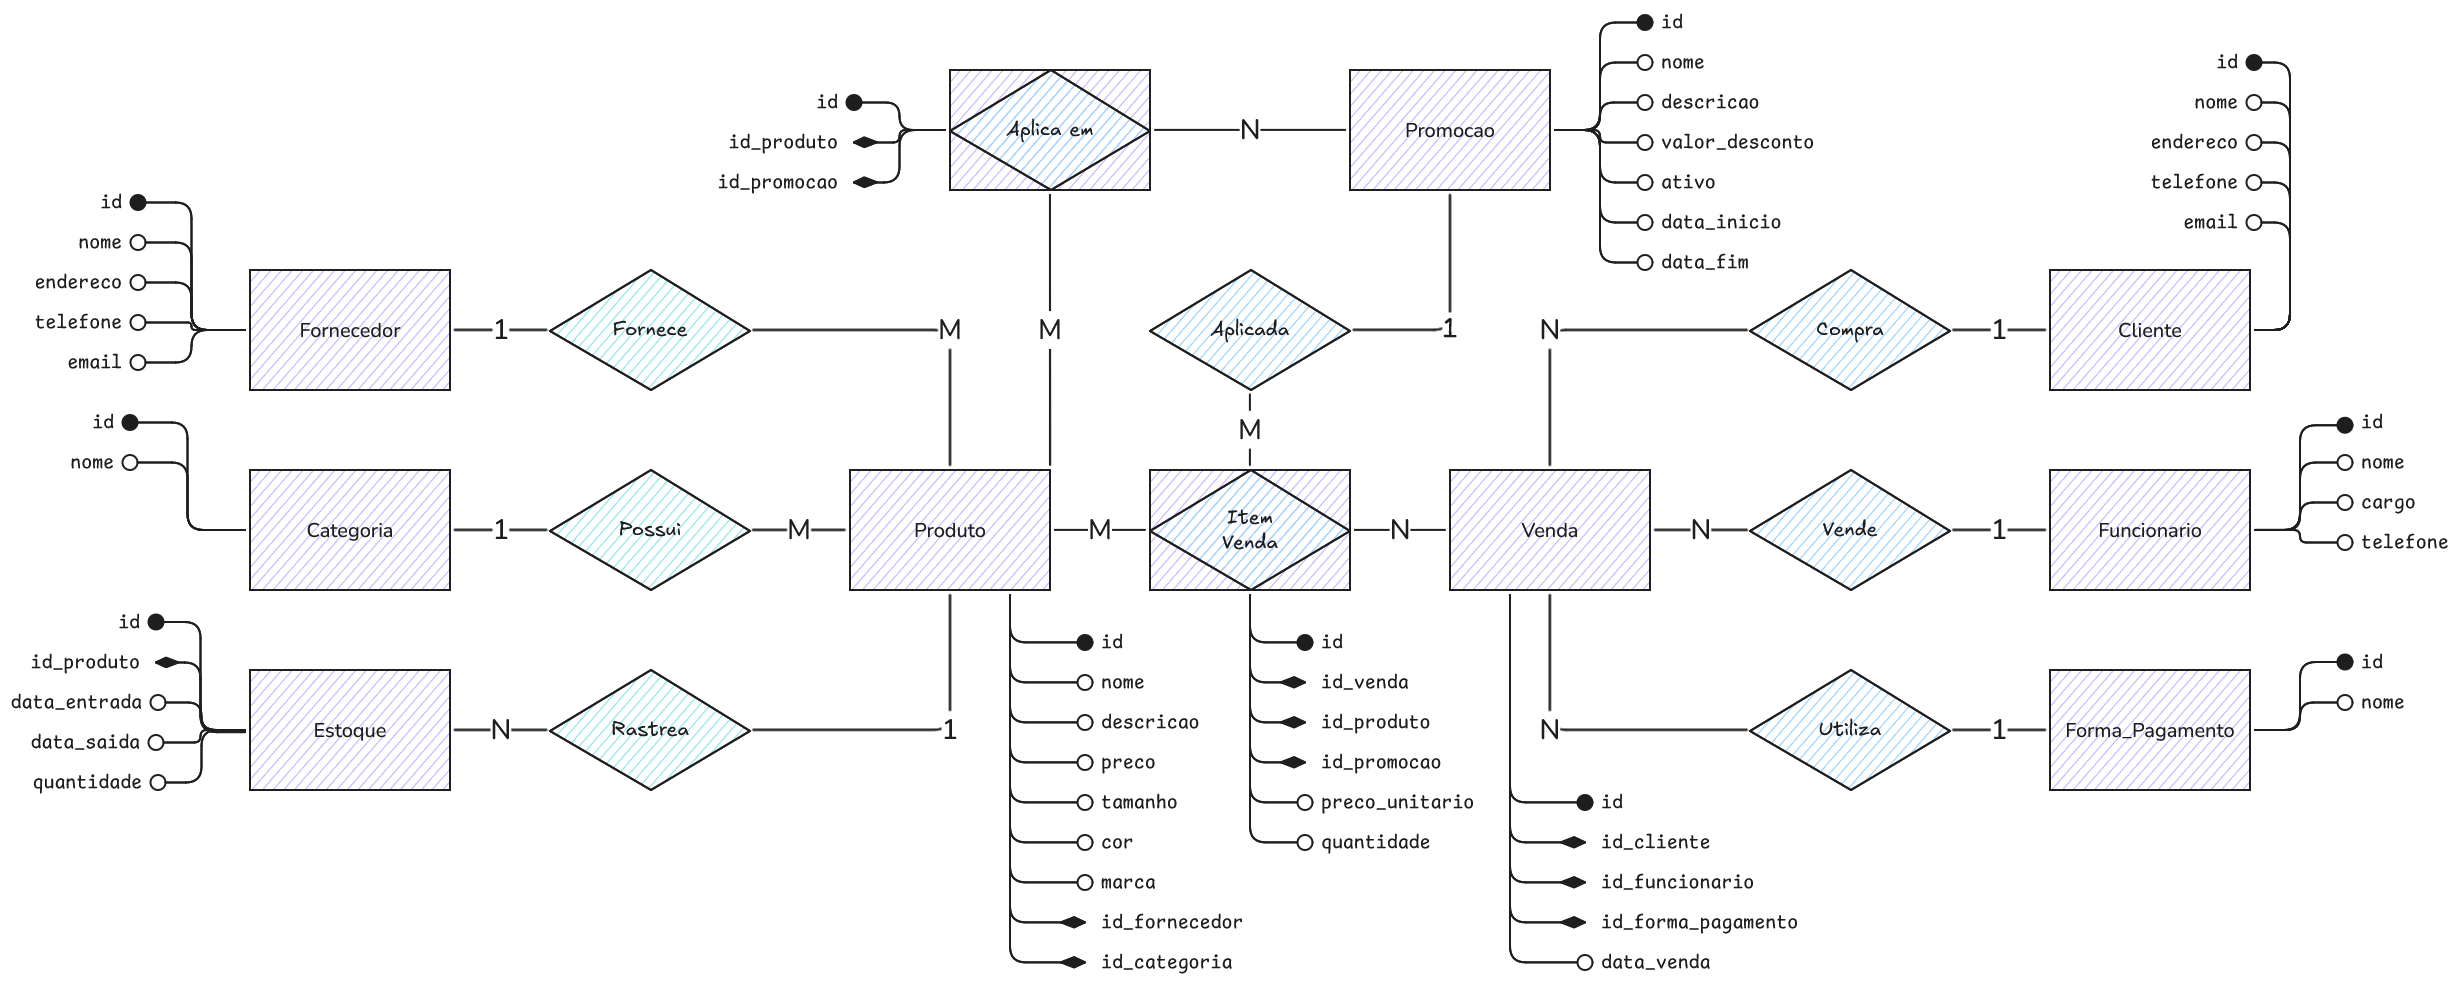 id
nome
descricao
valor_desconto
ativo
data_inicio
data_fim
id
nome
endereco
telefone
email
id
id_produto
id_promocao
Aplica em
N
Promocao
id
nome
endereco
telefone
email
Fornecedor
1
Fornece
M
M
Aplicada
1
N
Compra
1
Cliente
M
id
nome
Categoria
1
Possui
M
Produto
M
Item
Venda
N
Venda
N
Vende
1
Funcionario
id
nome
cargo
telefone
id
id_produto
data_entrada
data_saida
quantidade
Estoque
N
Rastrea
1
id
nome
descricao
preco
tamanho
cor
marca
id_fornecedor
id_categoria
id
id_venda
id_produto
id_promocao
preco_unitario
quantidade
N
Utiliza
1
Forma_Pagamento
id
nome
id
id_cliente
id_funcionario
id_forma_pagamento
data_venda